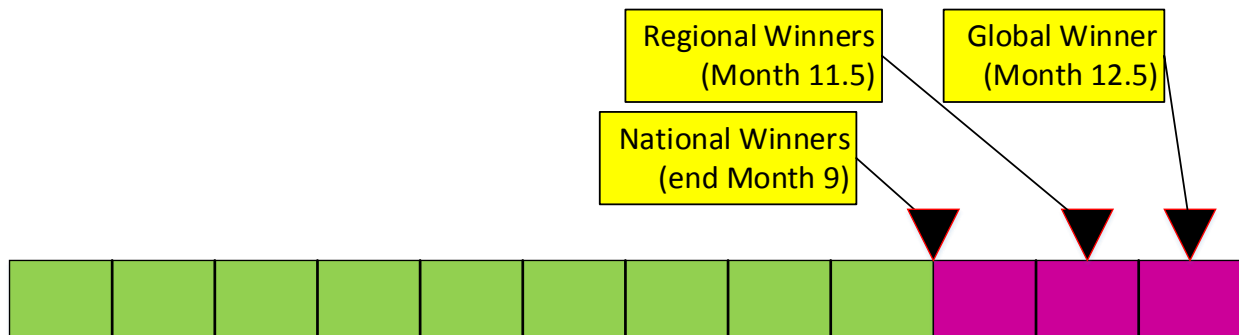 Regional Winners
(Month 11.5)
Global Winner
(Month 12.5)
National Winners
(end Month 9)